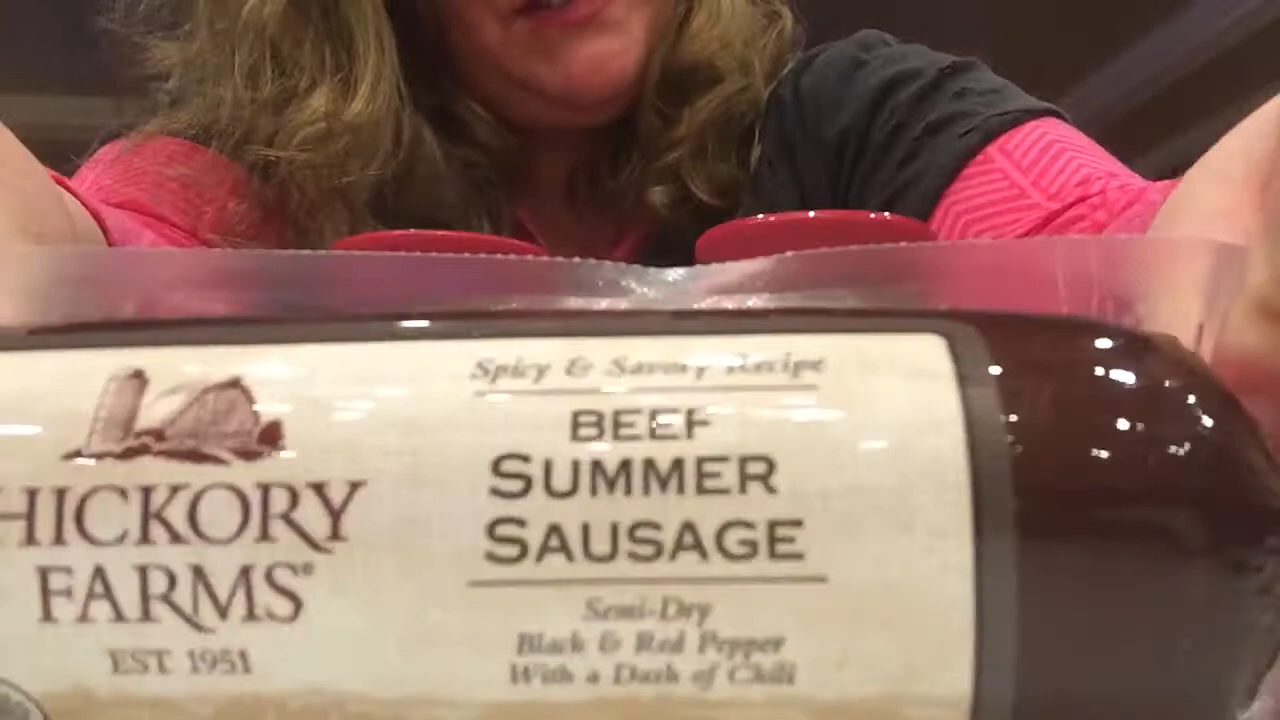 HICKORY
FARMS®
EST. 1951
Spicy & Savory Recipe
BEEF
SUMMER
SAUSAGE
Semi-Dry
Black & Red Pepper
With a Dash of Chili